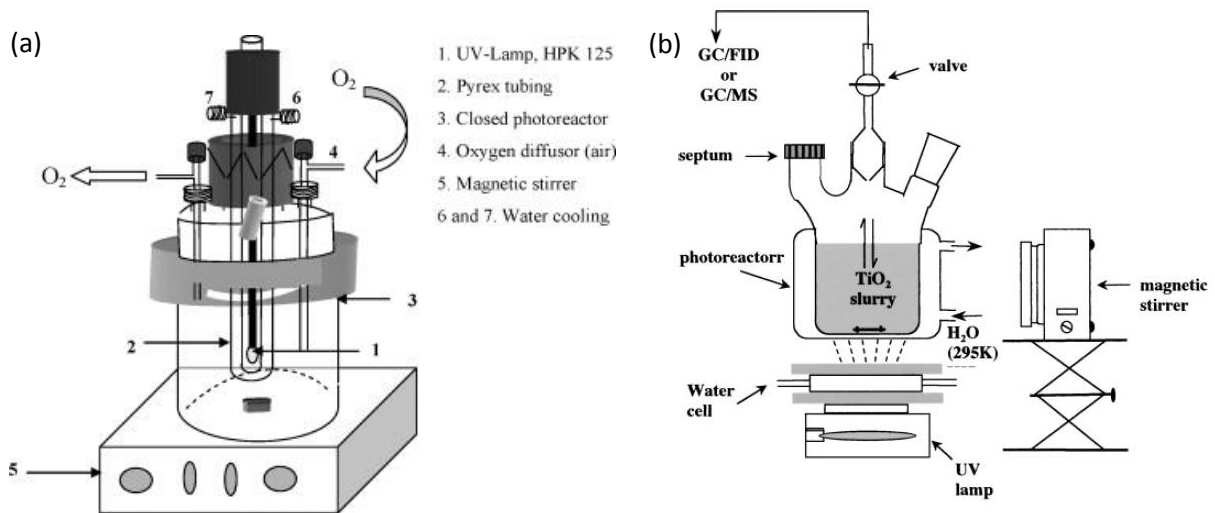 (a)
O₂
7
6
4
O₂
3
2
1
5
1. UV-Lamp, HPK 125
2. Pyrex tubing
3. Closed photoreactor
4. Oxygen diffusor (air)
5. Magnetic stirrer
6 and 7. Water cooling
(b)
GC/FID
or
GC/MS
valve
septum
photoreactorr
TiO₂
slurry
magnetic
stirrer
H₂O
(295K)
Water
cell
UV
lamp